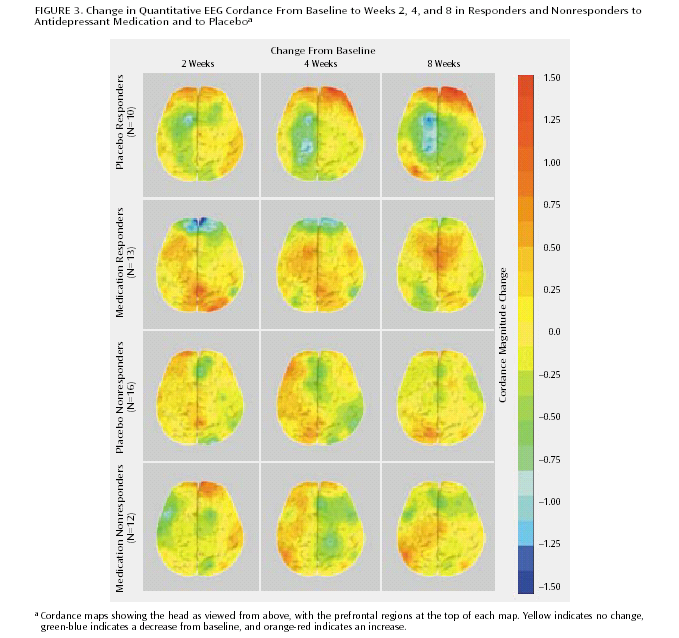 FIGURE 3. Change in Quantitative EEG Cordance From Baseline to Weeks 2, 4, and 8 in Responders and Nonresponders to
Antidepressant Medication and to Placeboᵃ
Change From Baseline
2 Weeks
4 Weeks
8 Weeks
Placebo Responders
(N=10)
Medication Responders
(N=13)
Placebo Nonresponders
(N=16)
Medication Nonresponders
(N=12)
1.50
1.25
1.00
0.75
0.50
0.25
0.0
–0.25
–0.50
–0.75
–1.00
–1.25
–1.50
Cordance Magnitude Change
ᵃ Cordance maps showing the head as viewed from above, with the prefrontal regions at the top of each map. Yellow indicates no change,
green-blue indicates a decrease from baseline, and orange-red indicates an increase.